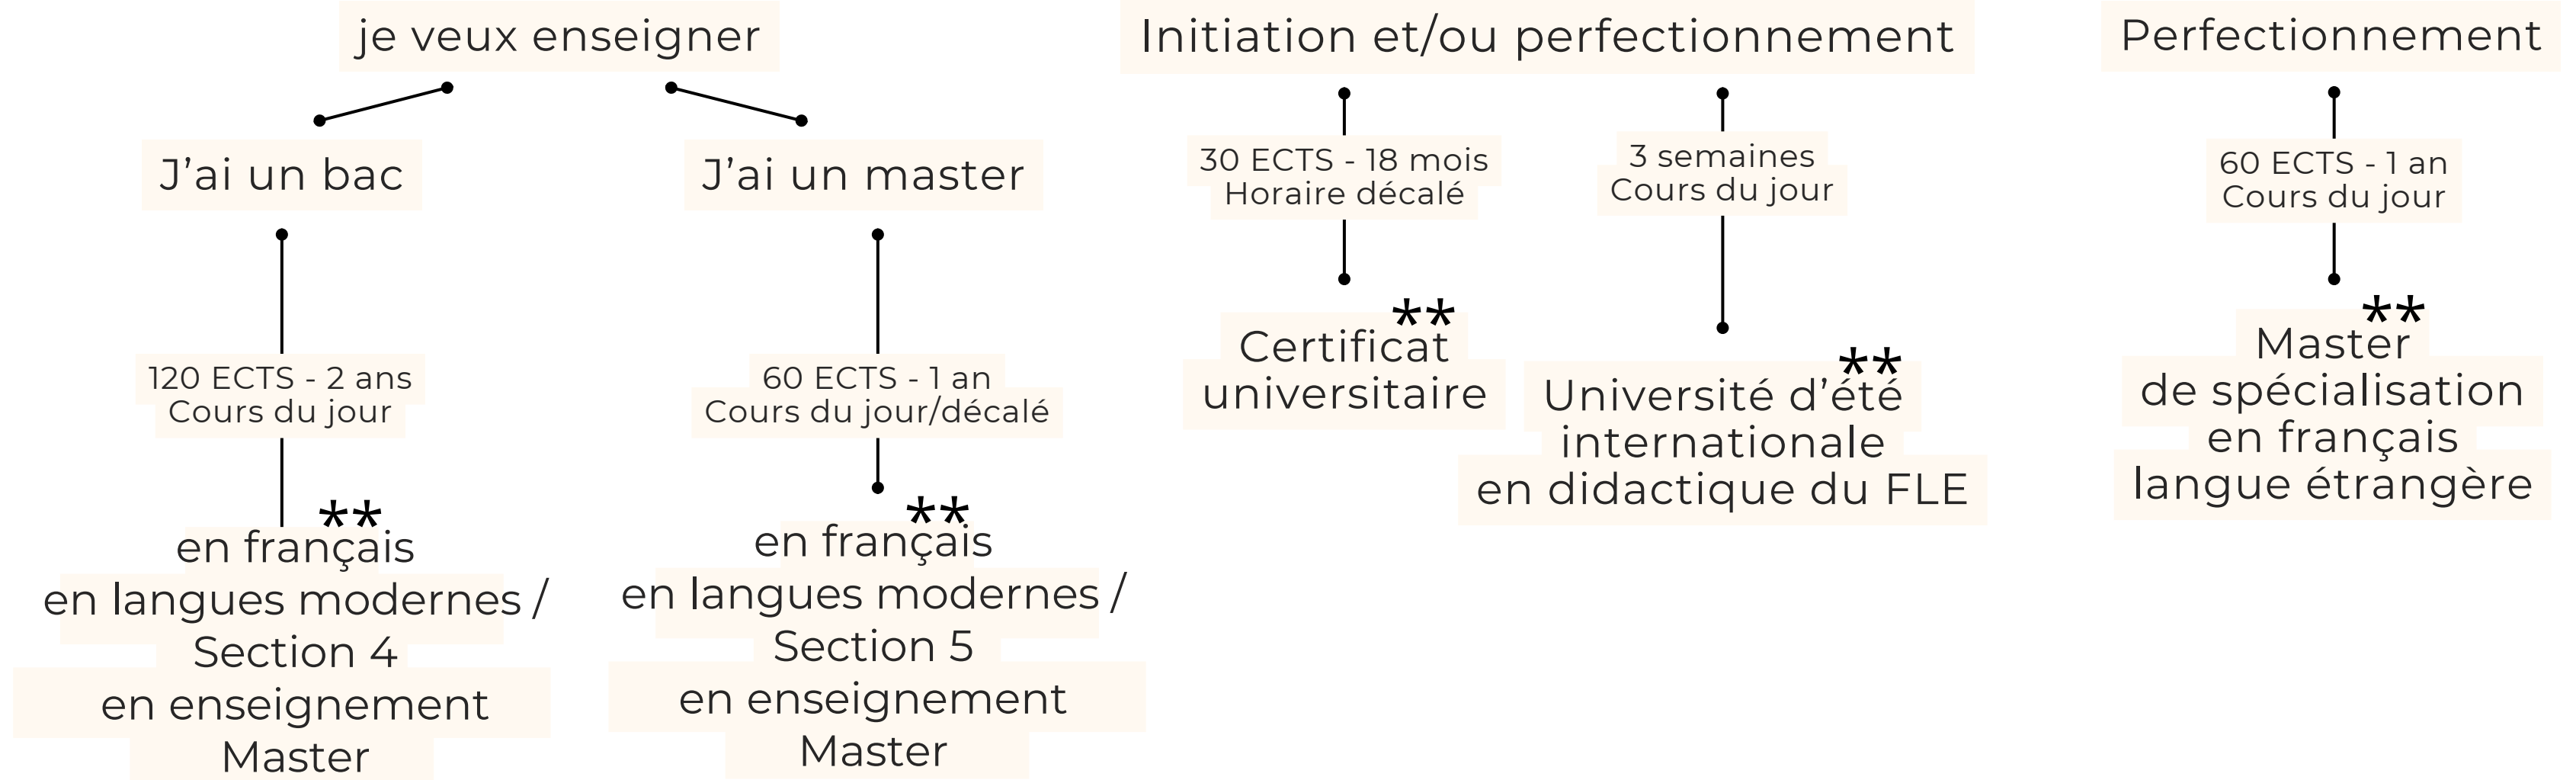 je veux enseigner
J'ai un bac
120 ECTS - 2 ans
Cours du jour
**
en français
en langues modernes /
Section 4
en enseignement
Master
J'ai un master
60 ECTS - 1 an
Cours du jour/décalé
**
en français
en langues modernes /
Section 5
en enseignement
Master
Initiation et/ou perfectionnement
30 ECTS - 18 mois
Horaire décalé
**
Certificat
universitaire
3 semaines
Cours du jour
**
Université d'été
internationale
en didactique du FLE
Perfectionnement
60 ECTS - 1 an
Cours du jour
**
Master
de spécialisation
en français
langue étrangère